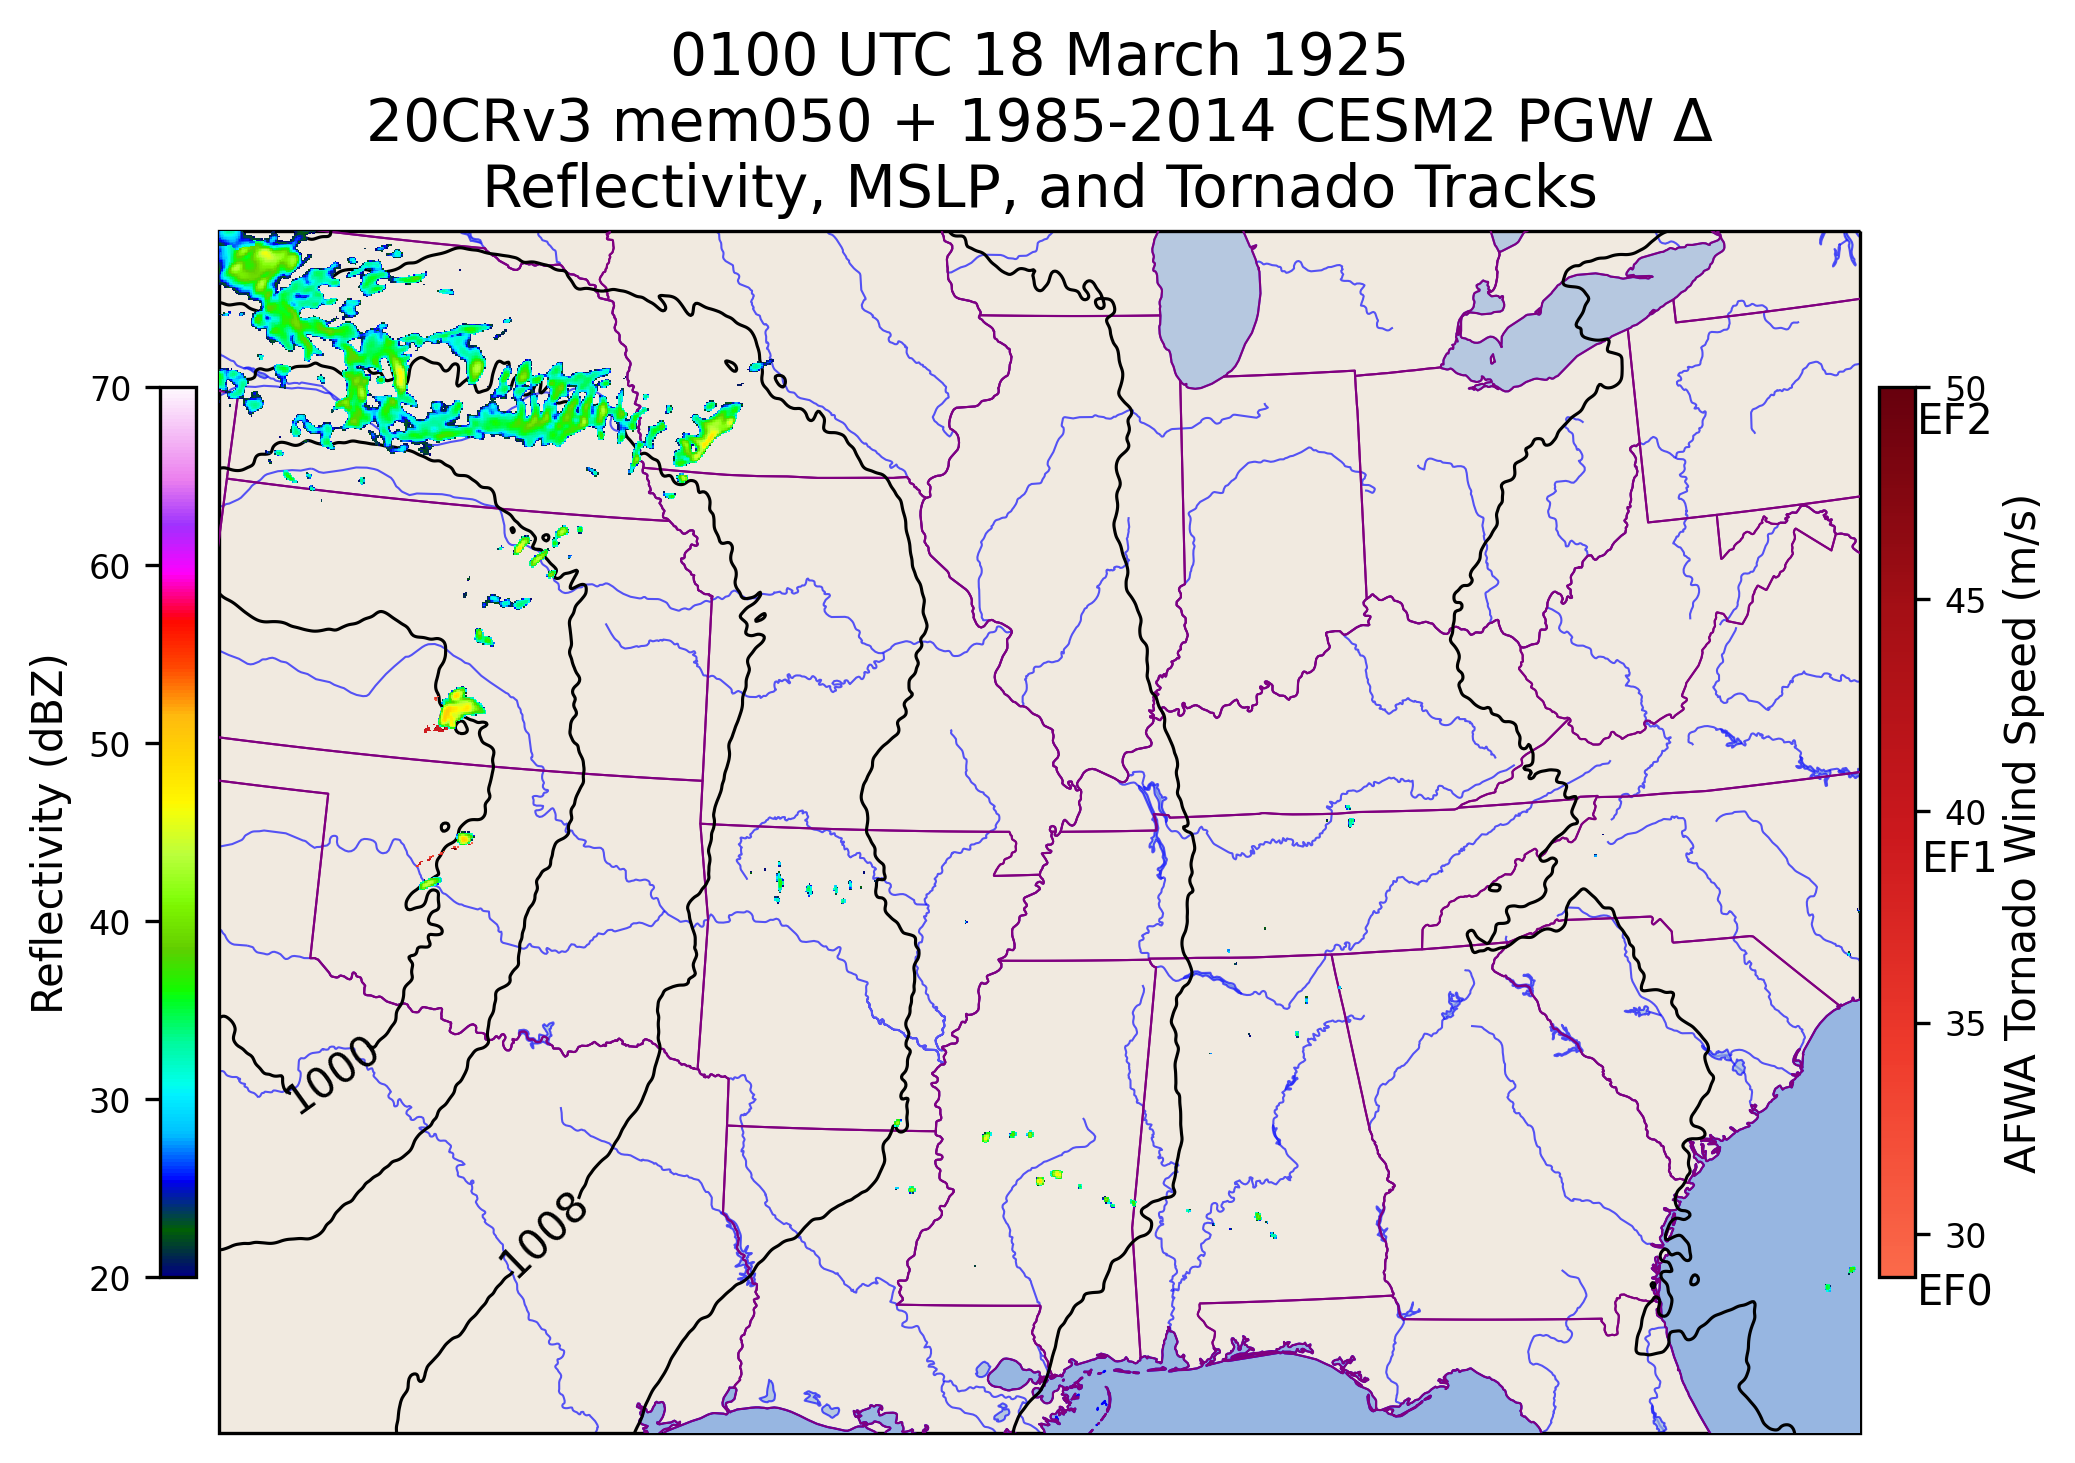 0100 UTC 18 March 1925
20CRv3 mem050 + 1985-2014 CESM2 PGW Δ
Reflectivity, MSLP, and Tornado Tracks
70
60
50
40
30
20
Reflectivity (dBZ)
1000
1008
50
EF2
45
40
EF1
35
30
EF0
AFWA Tornado Wind Speed (m/s)